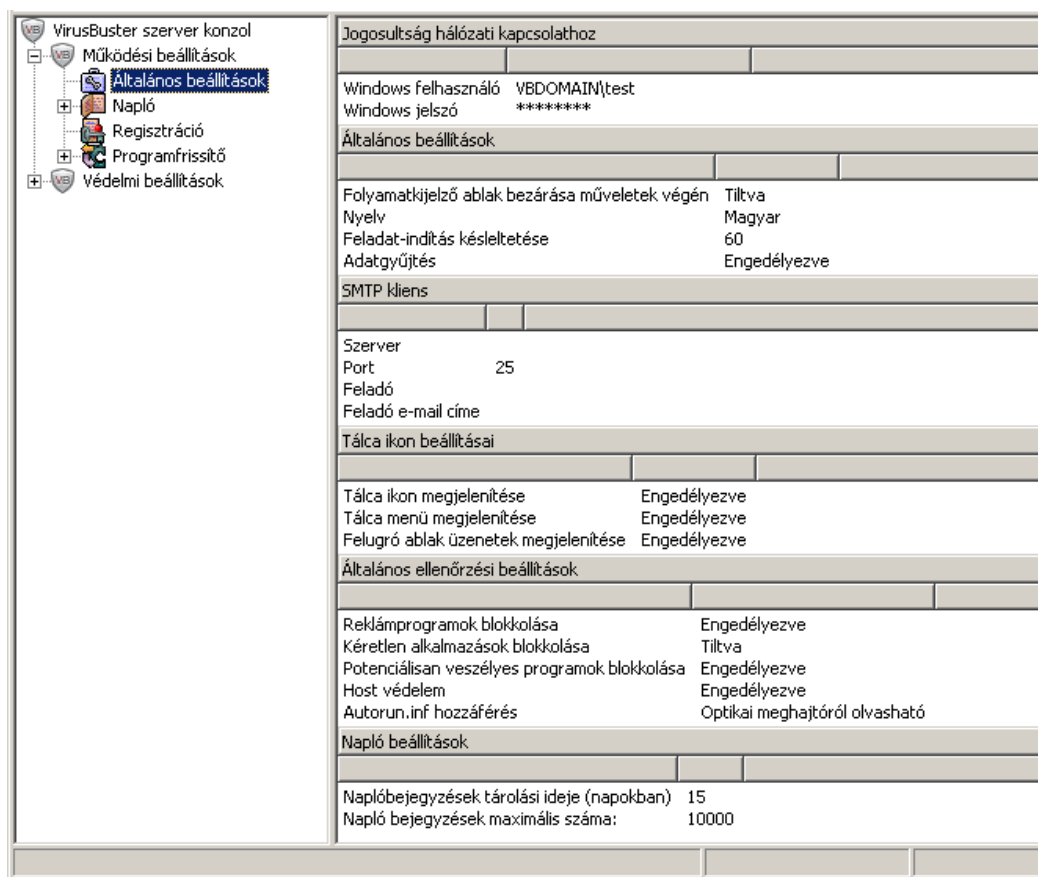 VirusBuster szerver konzol
Működési beállítások
Általános beállítások
Napló
Regisztráció
Programfrissítő
Védelmi beállítások
Jogosultság hálózati kapcsolathoz
Windows felhasználó VBDOMAIN\test
Windows jelszó ********
Általános beállítások
Folyamatkijelző ablak bezárása műveletek végén Tiltva
Nyelv Magyar
Feladat-indítás késleltetése 60
Adatgyűjtés Engedélyezve
SMTP kliens
Szerver
Port 25
Feladó
Feladó e-mail címe
Tálca ikon beállításai
Tálca ikon megjelenítése Engedélyezve
Tálca menü megjelenítése Engedélyezve
Felugró ablak üzenetek megjelenítése Engedélyezve
Általános ellenőrzési beállítások
Reklámprogramok blokkolása Engedélyezve
Kéretlen alkalmazások blokkolása Tiltva
Potenciálisan veszélyes programok blokkolása Engedélyezve
Host védelem Engedélyezve
Autorun.inf hozzáférés Optikai meghajtóról olvasható
Napló beállítások
Naplóbejegyzések tárolási ideje (napokban) 15
Napló bejegyzések maximális száma: 10000